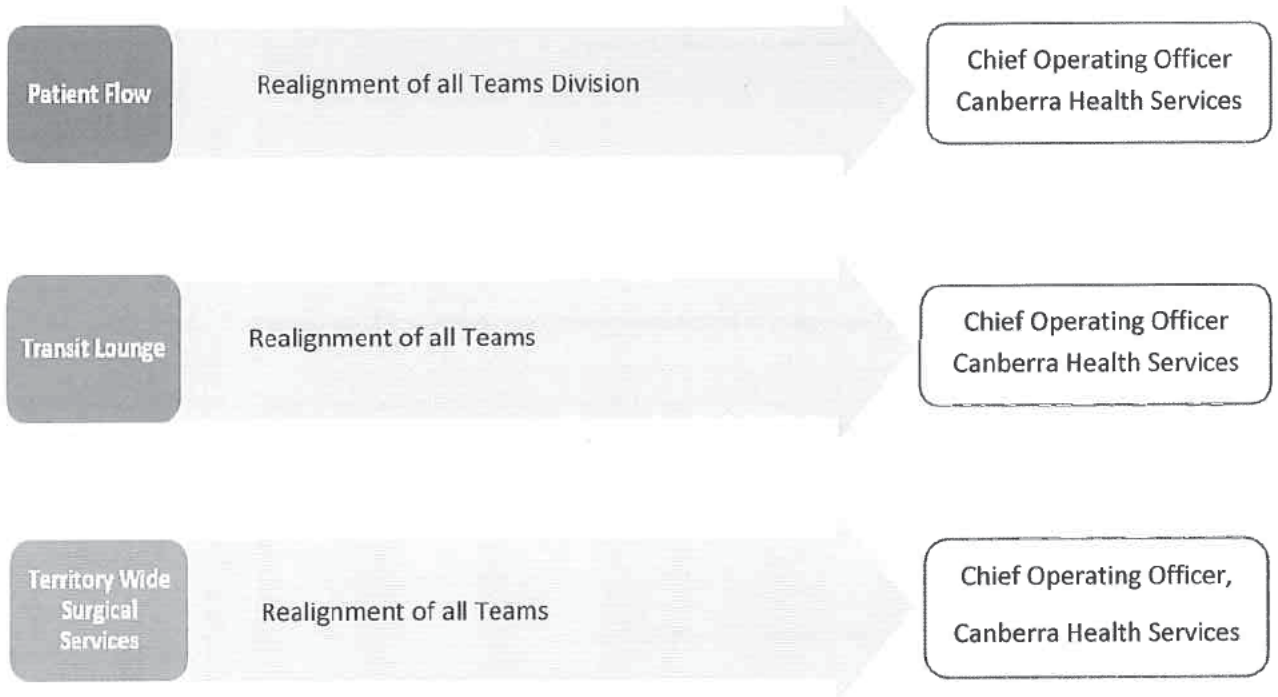 Patient Flow
Realignment of all Teams Division
Chief Operating Officer
Canberra Health Services
Transit Lounge
Realignment of all Teams
Chief Operating Officer
Canberra Health Services
Territory Wide
Surgical
Services
Realignment of all Teams
Chief Operating Officer,
Canberra Health Services